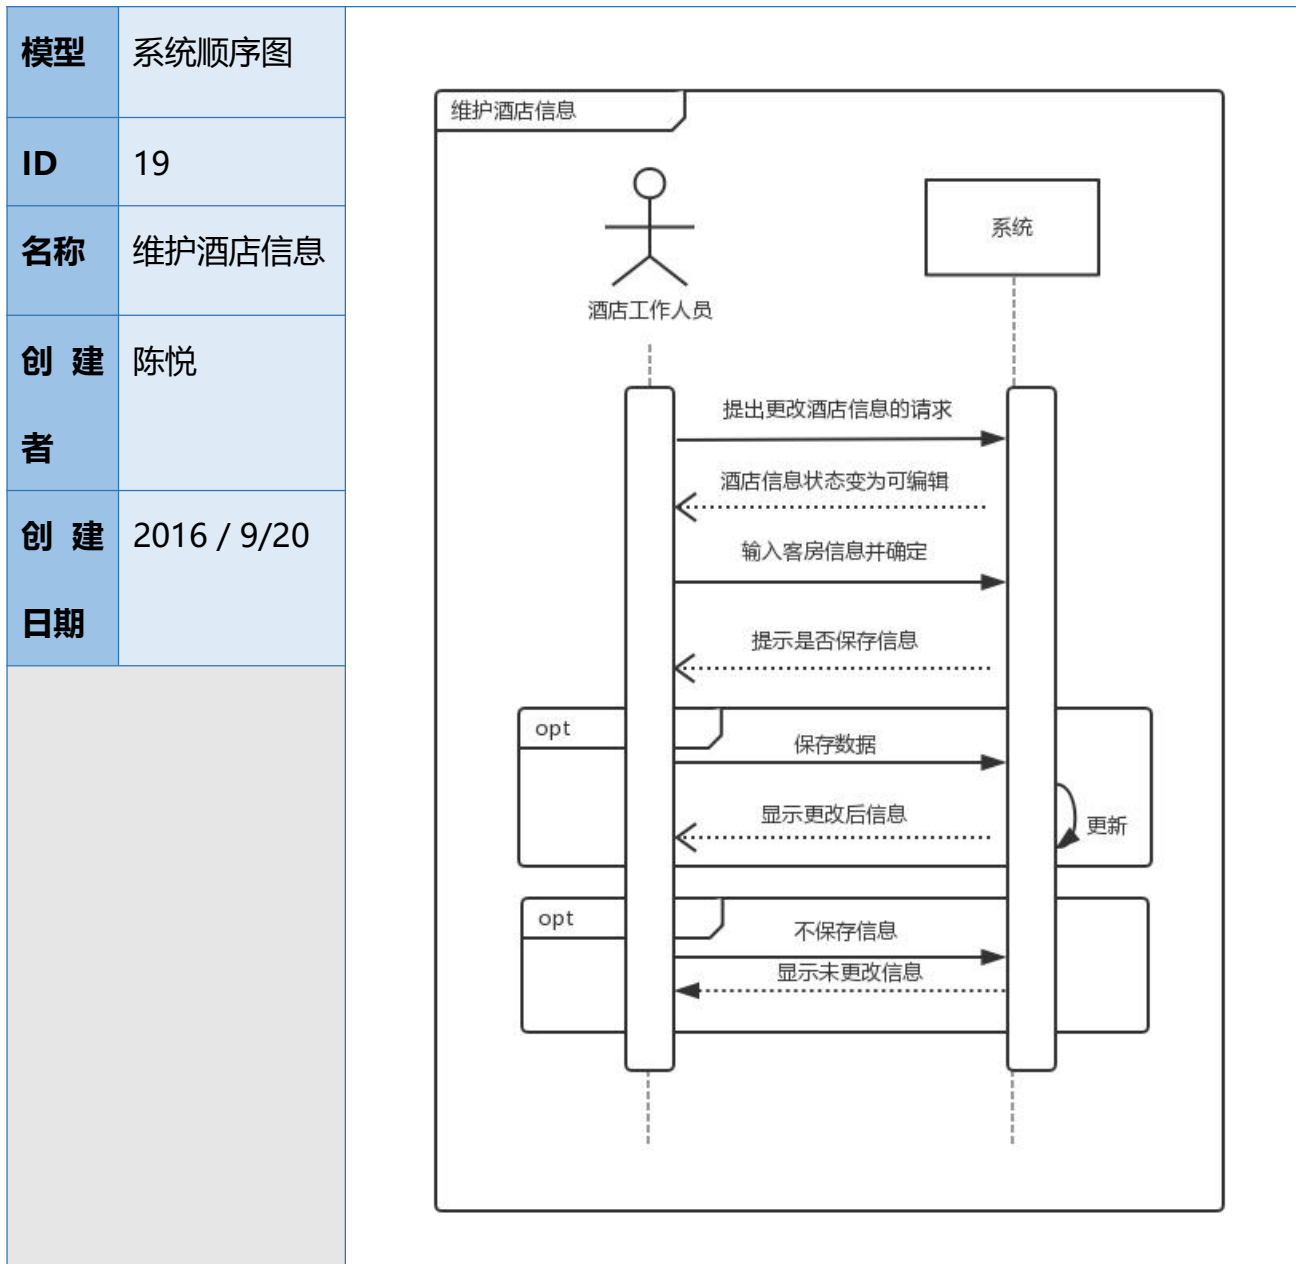 模型 系统顺序图
ID 19
名称 维护酒店信息
创 建 陈悦
者
创 建 2016 / 9/20
日期
维护酒店信息
系统
酒店工作人员
提出更改酒店信息的请求
酒店信息状态变为可编辑
输入客房信息并确定
提示是否保存信息
opt
保存数据
显示更改后信息
更新
opt
不保存信息
显示未更改信息